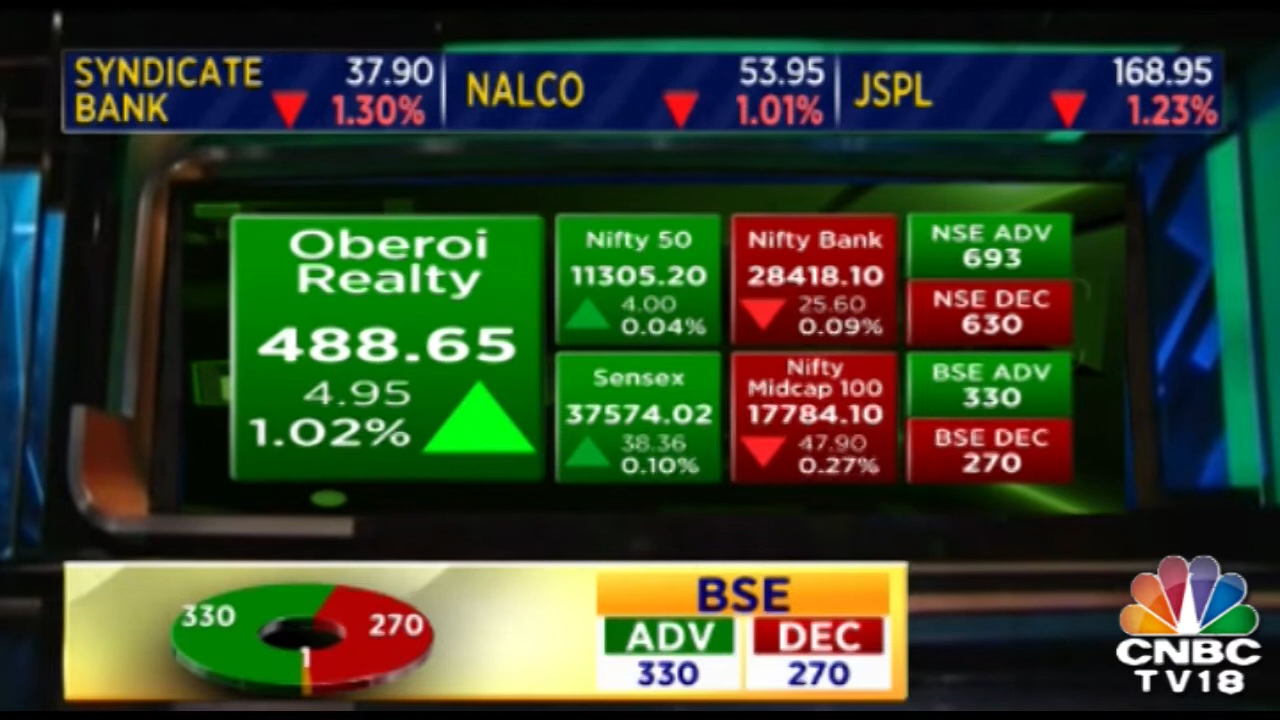 SYNDICATE BANK 37.90
1.30%
NALCO 53.95
1.01%
JSPL 168.95
1.23%
Oberoi
Realty
488.65
4.95
1.02%
Nifty 50
11305.20
4.00
0.04%
Nifty Bank
28418.10
25.60
0.09%
NSE ADV
693
NSE DEC
630
Sensex
37574.02
38.36
0.10%
Nifty
Midcap 100
17784.10
47.90
0.27%
BSE ADV
330
BSE DEC
270
330
270
1
BSE
ADV DEC
330 270
CNBC
TV18